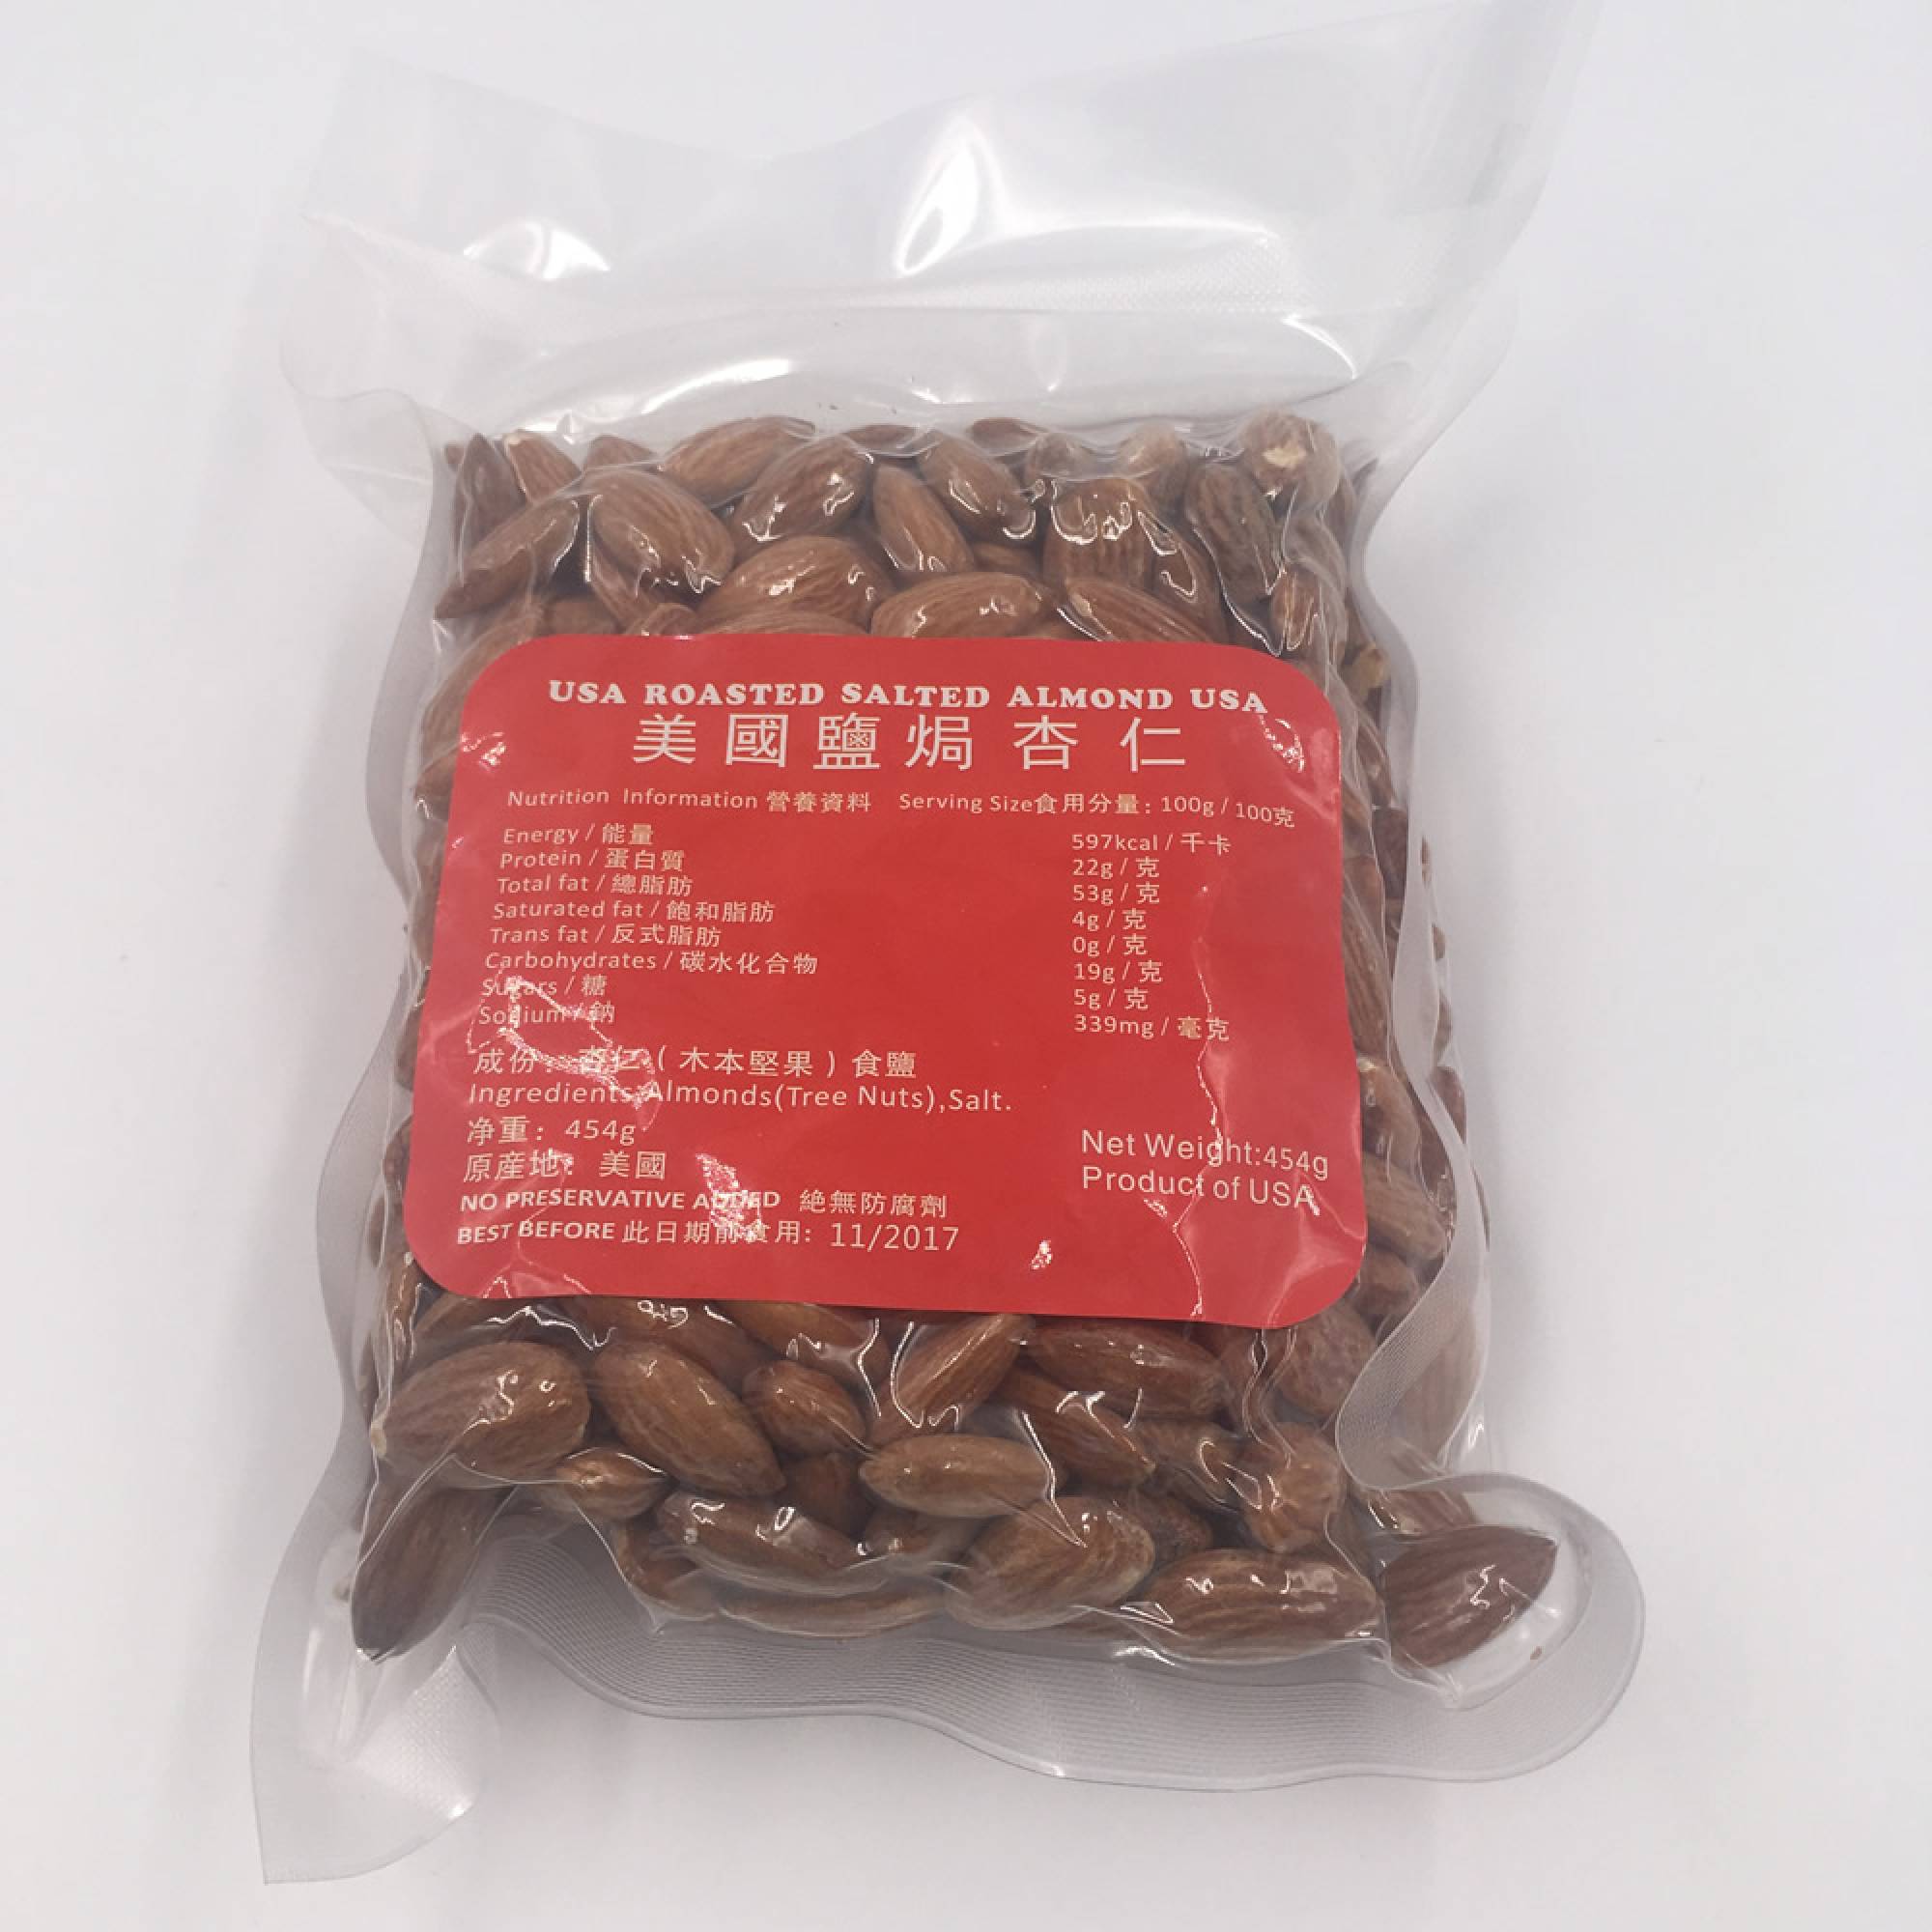 USA ROASTED SALTED ALMOND USA
美國鹽焗杏仁
Nutrition Information 營養資料 Serving Size食用分量: 100g / 100克
Energy / 能量 597kcal / 千卡
Protein / 蛋白質 22g / 克
Total fat / 總脂肪 53g / 克
Saturated fat / 飽和脂肪 4g / 克
Trans fat / 反式脂肪 0g / 克
Carbohydrates / 碳水化合物 19g / 克
Sugars / 糖 5g / 克
Sodium / 鈉 339mg / 毫克
成份: 杏仁 ( 木本堅果 ) 食鹽
Ingredients:Almonds(Tree Nuts),Salt.
净重: 454g
Net Weight:454g
原産地: 美國
Product of USA
NO PRESERVATIVE ADDED 絶無防腐劑
BEST BEFORE 此日期前食用: 11/2017